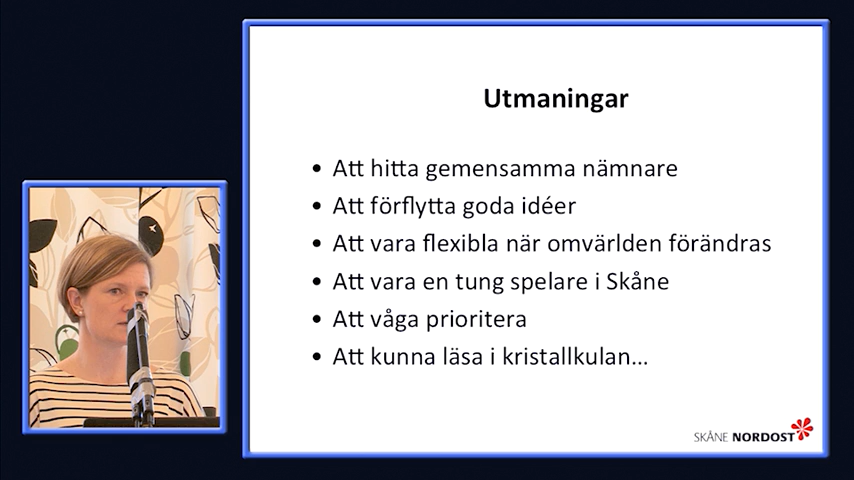 Utmaningar
• Att hitta gemensamma nämnare
• Att förflytta goda idéer
• Att vara flexibla när omvärlden förändras
• Att vara en tung spelare i Skåne
• Att våga prioritera
• Att kunna läsa i kristallkulan...
SKÅNE NORDOST